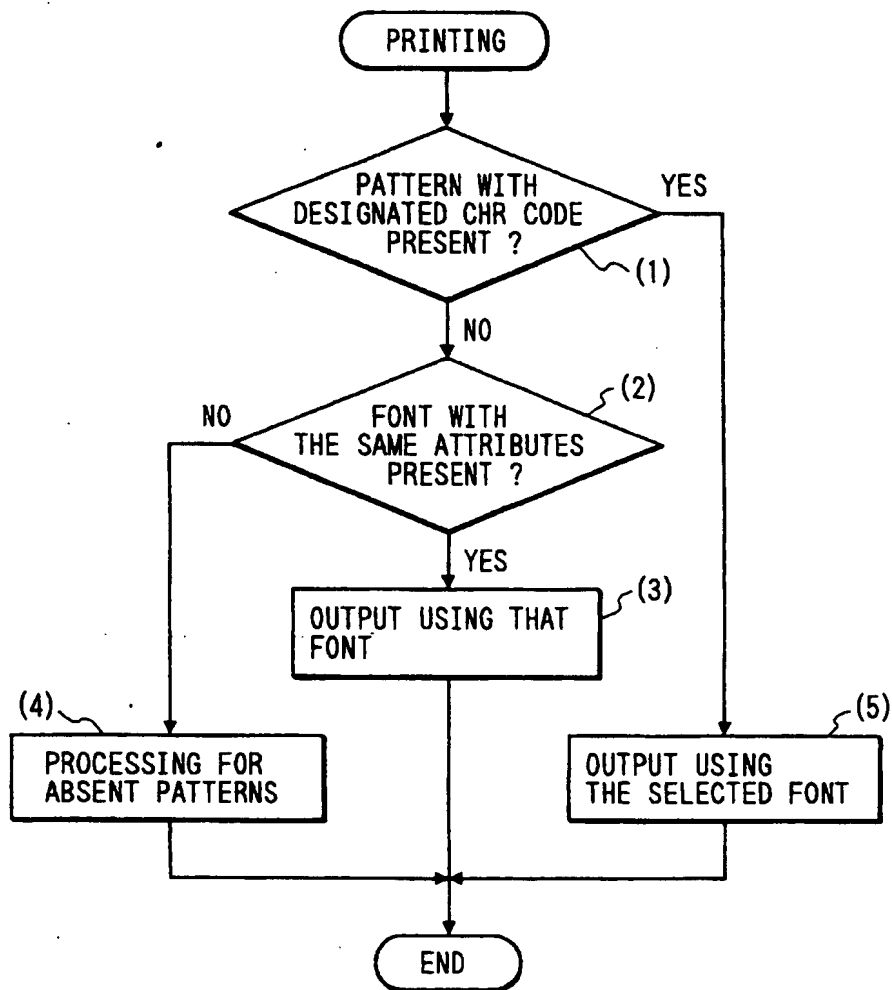 PRINTING
PATTERN WITH
DESIGNATED CHR CODE
PRESENT ?
YES
(1)
NO
(2)
NO
FONT WITH
THE SAME ATTRIBUTES
PRESENT ?
YES
(3)
OUTPUT USING THAT
FONT
(4)
PROCESSING FOR
ABSENT PATTERNS
(5)
OUTPUT USING
THE SELECTED FONT
END